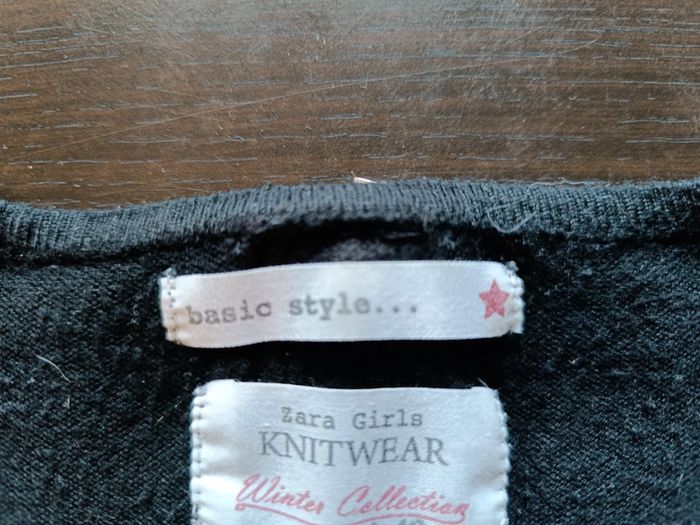 basic style...
Zara Girls
KNITWEAR
Winter Collection